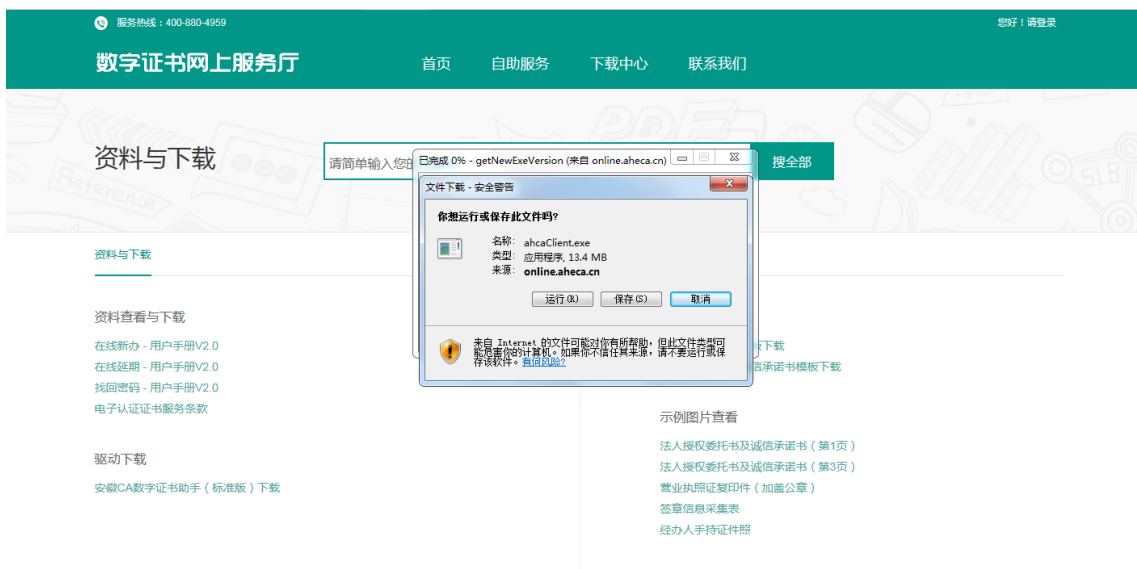 服务热线：400-880-4959
您好！请登录
数字证书网上服务厅
首页 自助服务 下载中心 联系我们
资料与下载
请简单输入您的
搜全部
已完成 0% - getNewExeVersion (来自 online.aheca.cn)
文件下载 - 安全警告
你想运行或保存此文件吗?
名称: ahcaClient.exe
类型: 应用程序, 13.4 MB
来源: online.aheca.cn
运行(R) 保存(S) 取消
来自 Internet 的文件可能对你有所帮助，但此文件类型可
能危害你的计算机。如果你不信任其来源，请不要运行或保
存该软件。有何风险?
资料与下载
资料查看与下载
在线新办 - 用户手册V2.0
在线延期 - 用户手册V2.0
找回密码 - 用户手册V2.0
电子认证证书服务条款
驱动下载
安徽CA数字证书助手（标准版）下载
下载
信承诺书模板下载
示例图片查看
法人授权委托书及诚信承诺书（第1页）
法人授权委托书及诚信承诺书（第3页）
营业执照证复印件（加盖公章）
签章信息采集表
经办人手持证件照
PDF
Reference
5LIB